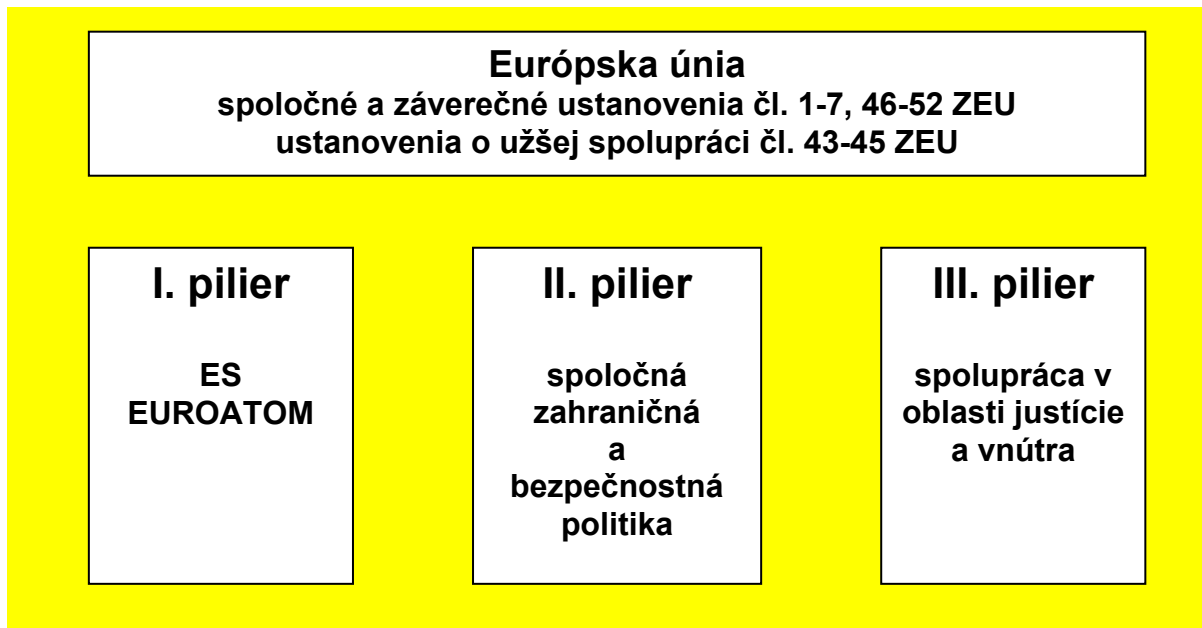 Európska únia
spoločné a záverečné ustanovenia čl. 1-7, 46-52 ZEU
ustanovenia o užšej spolupráci čl. 43-45 ZEU
I. pilier
ES
EUROATOM
II. pilier
spoločná
zahraničná
a
bezpečnostná
politika
III. pilier
spolupráca v
oblasti justície
a vnútra